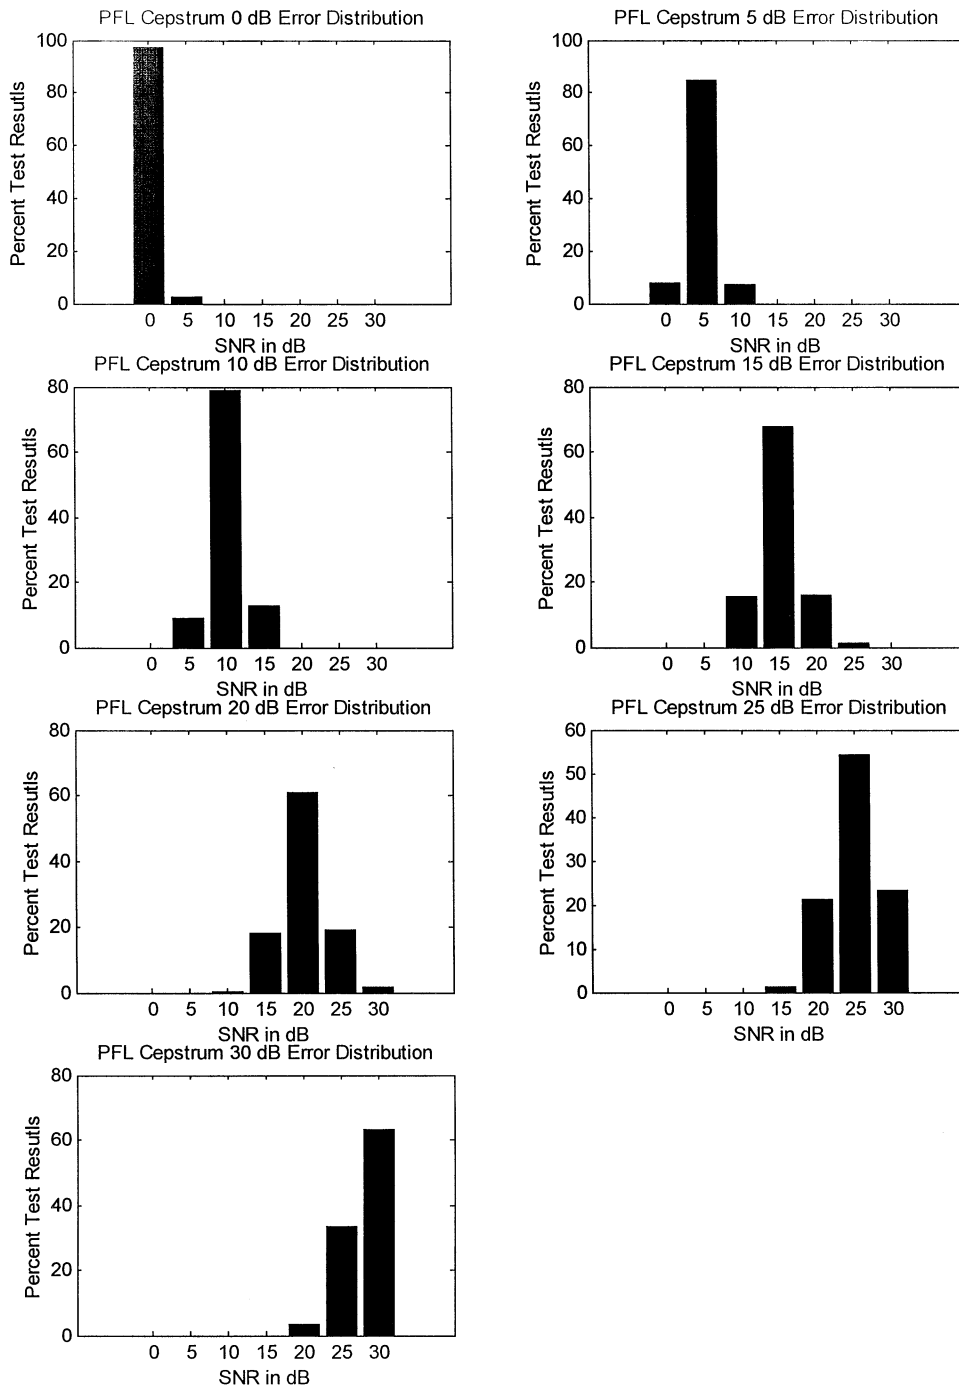 PFL Cepstrum 0 dB Error Distribution
Percent Test Resutls
100
80
60
40
20
0
0 5 10 15 20 25 30
SNR in dB
PFL Cepstrum 5 dB Error Distribution
Percent Test Resutls
100
80
60
40
20
0
0 5 10 15 20 25 30
SNR in dB
PFL Cepstrum 10 dB Error Distribution
Percent Test Resutls
80
60
40
20
0
0 5 10 15 20 25 30
SNR in dB
PFL Cepstrum 15 dB Error Distribution
Percent Test Resutls
80
60
40
20
0
0 5 10 15 20 25 30
SNR in dB
PFL Cepstrum 20 dB Error Distribution
Percent Test Resutls
80
60
40
20
0
0 5 10 15 20 25 30
SNR in dB
PFL Cepstrum 25 dB Error Distribution
Percent Test Resutls
60
50
40
30
20
10
0
0 5 10 15 20 25 30
SNR in dB
PFL Cepstrum 30 dB Error Distribution
Percent Test Resutls
80
60
40
20
0
0 5 10 15 20 25 30
SNR in dB